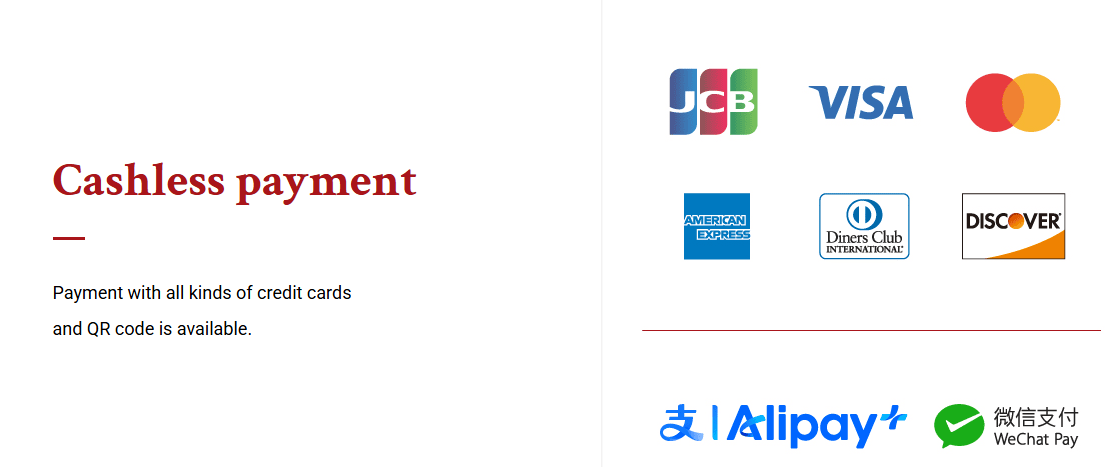 Cashless payment
Payment with all kinds of credit cards
and QR code is available.
JCB
VISA
AMERICAN
EXPRESS
Diners Club
INTERNATIONAL®
DISCOVER®
支 | Alipay+
微信支付
WeChat Pay